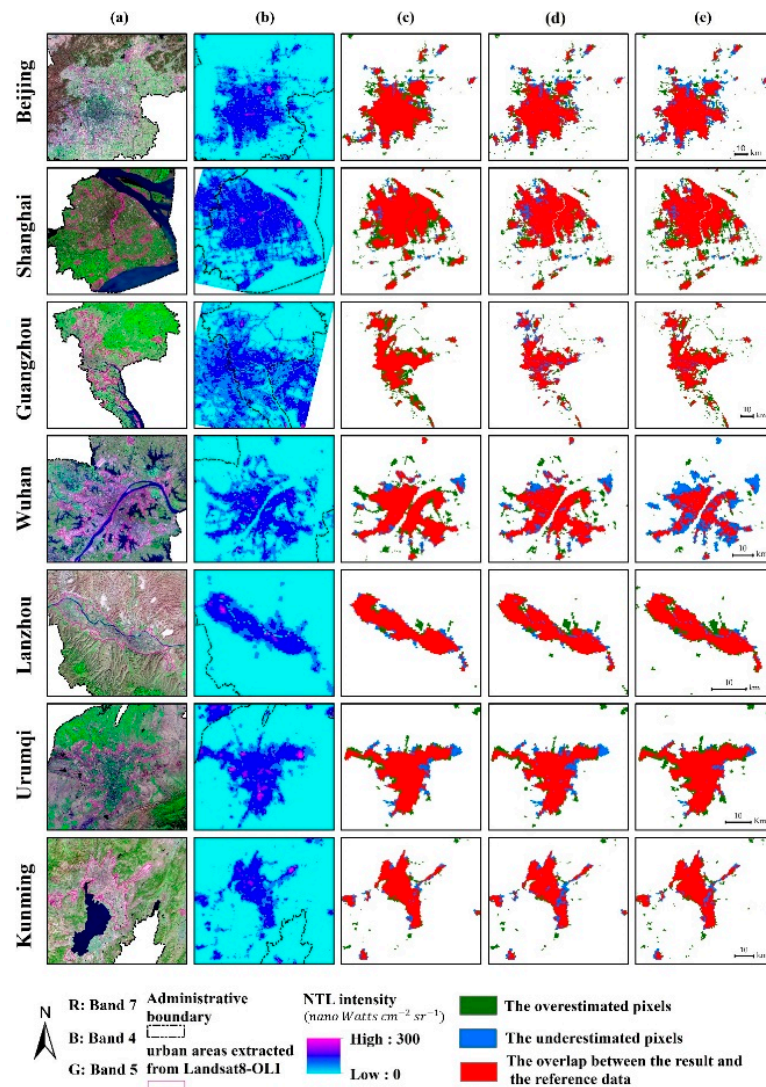 (a) (b) (c) (d) (e)
Beijing
10
km
Shanghai
Guangzhou
10
km
Wuhan
10
km
Lanzhou
10
km
Urumqi
10
Km
Kunming
10
km
N
R: Band 7
B: Band 4
G: Band 5
Administrative
boundary
urban areas extracted
from Landsat8-OLI
NTL intensity
(nano Watts cm⁻² sr⁻¹)
High : 300
Low : 0
The overestimated pixels
The underestimated pixels
The overlap between the result and
the reference data